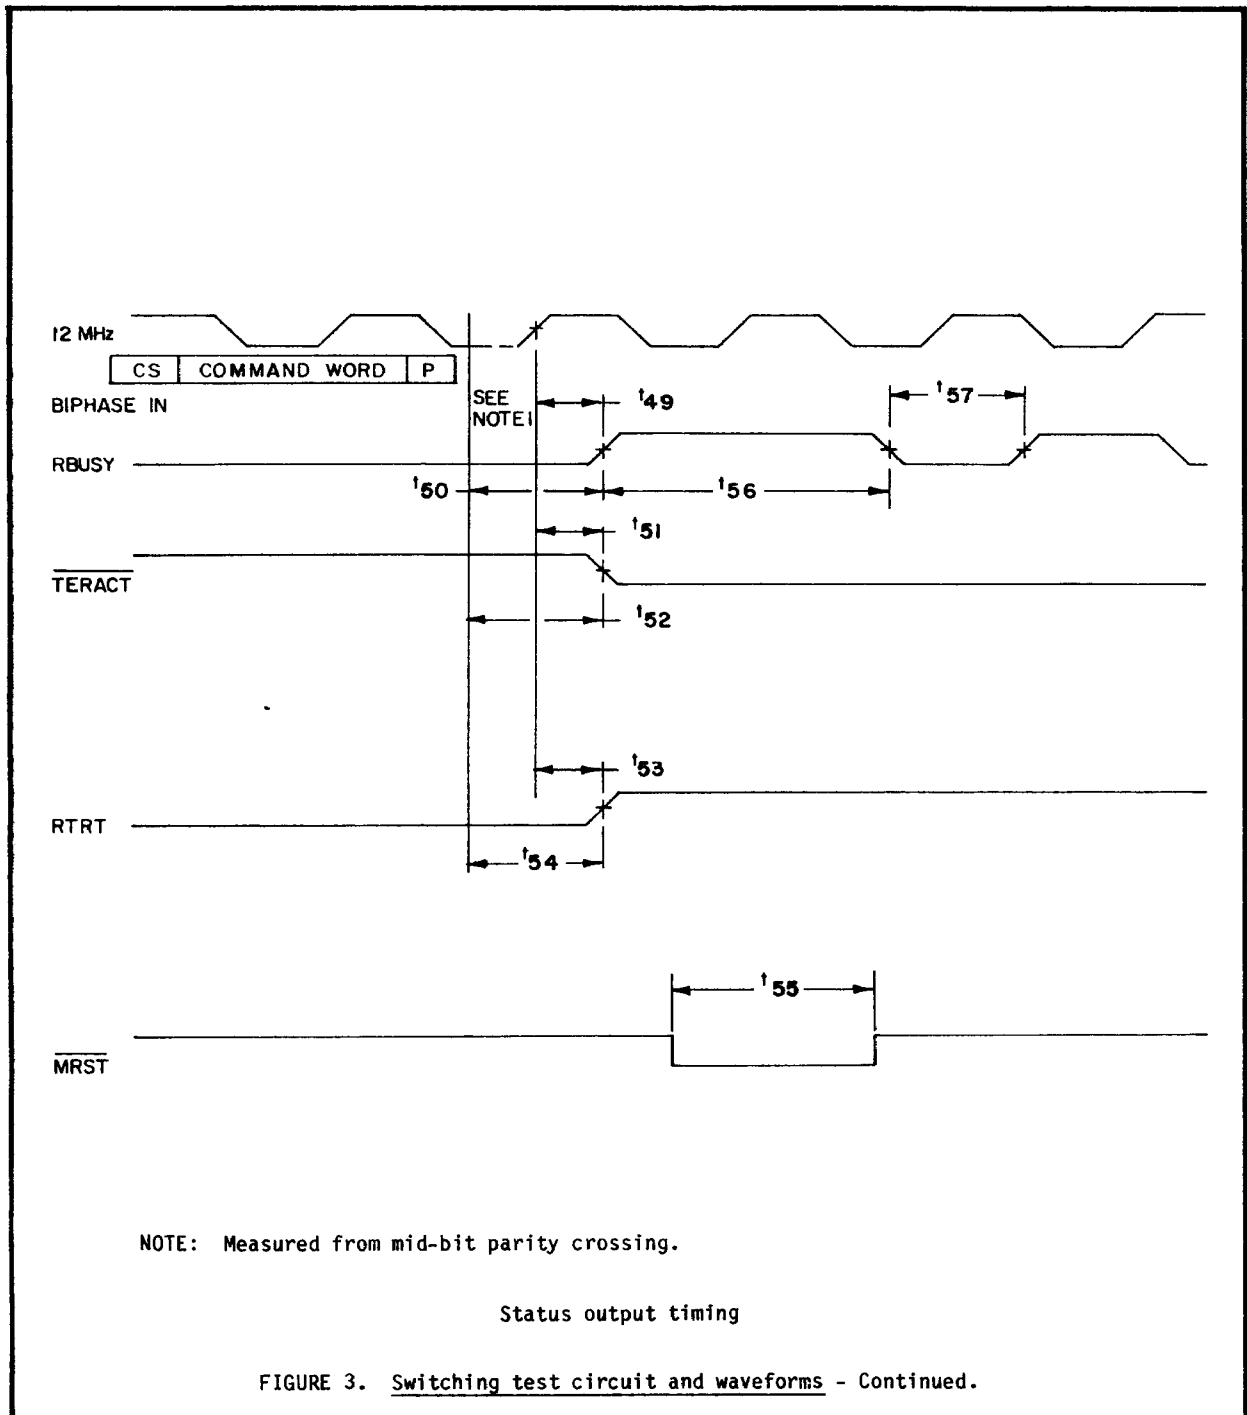 12 MHz
CS COMMAND WORD P
BIPHASE IN
SEE
NOTE 1
t49
t57
RBUSY
t50
t56
t51
TERACT
t52
t53
RTRT
t54
t55
MRST
NOTE: Measured from mid-bit parity crossing.
Status output timing
FIGURE 3. Switching test circuit and waveforms - Continued.